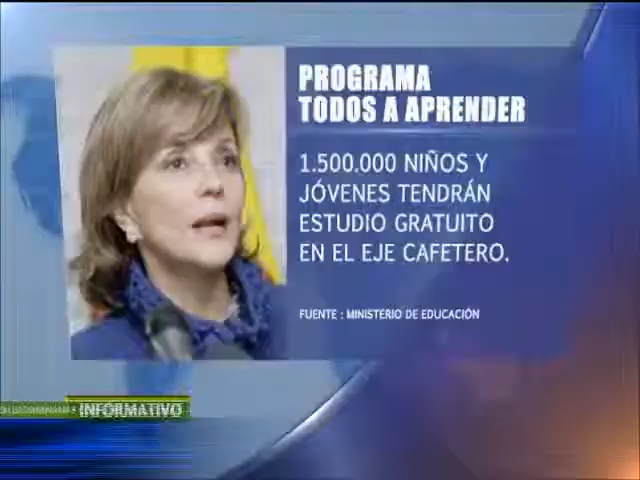 PROGRAMA
TODOS A APRENDER
1.500.000 NIÑOS Y
JÓVENES TENDRÁN
ESTUDIO GRATUITO
EN EL EJE CAFETERO.
FUENTE : MINISTERIO DE EDUCACIÓN
INFORMATIVO